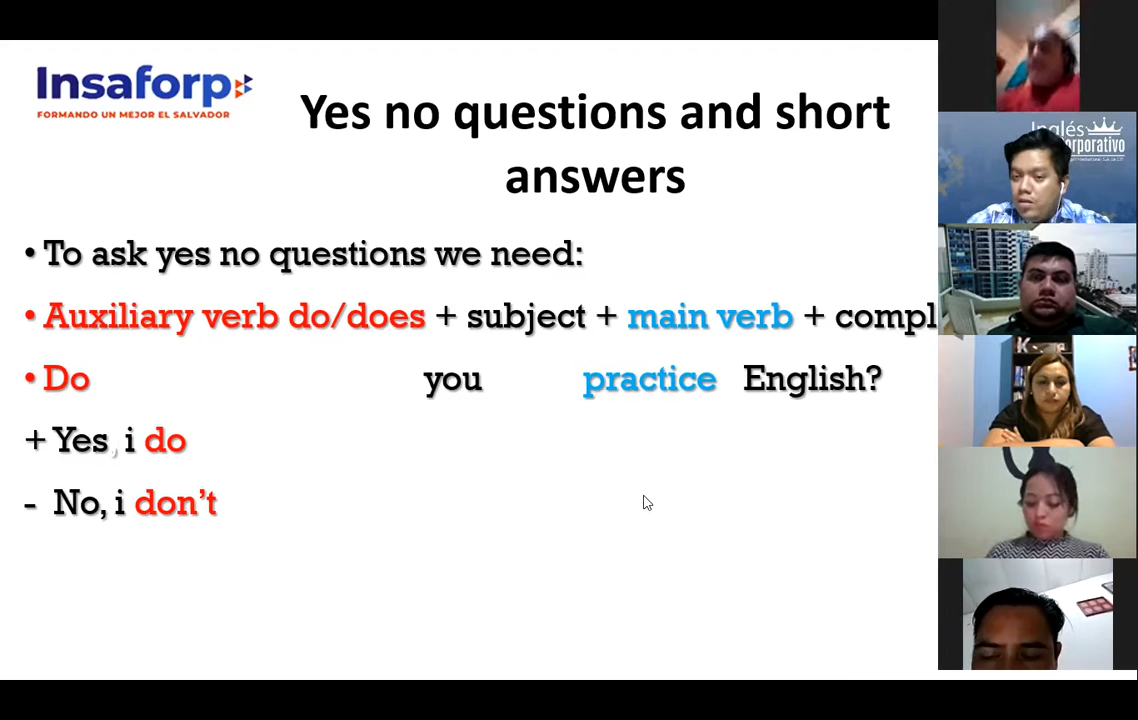 Insaforp
FORMANDO UN MEJOR EL SALVADOR
Yes no questions and short
answers
• To ask yes no questions we need:
• Auxiliary verb do/does + subject + main verb + compl
• Do you practice English?
+ Yes, i do
- No, i don't
Inglés